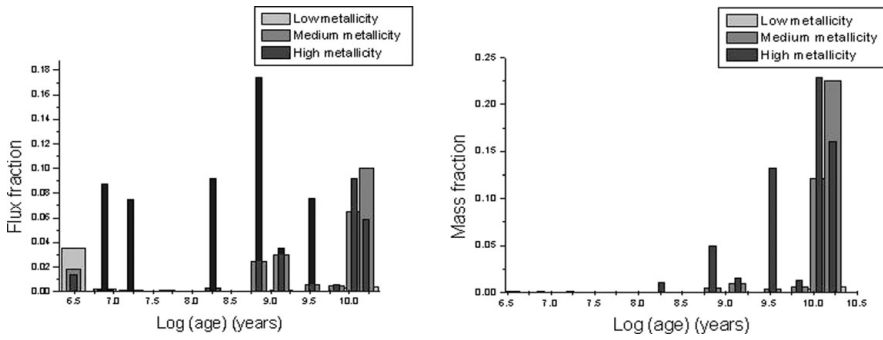 Low metallicity
Medium metallicity
High metallicity
0.18
0.16
0.14
0.12
0.10
0.08
0.06
0.04
0.02
0.00
Flux fraction
6.5 7.0 7.5 8.0 8.5 9.0 9.5 10.0
Log (age) (years)
Low metallicity
Medium metallicity
High metallicity
0.25
0.20
0.15
0.10
0.05
0.00
Mass fraction
6.5 7.0 7.5 8.0 8.5 9.0 9.5 10.0 10.5
Log (age) (years)